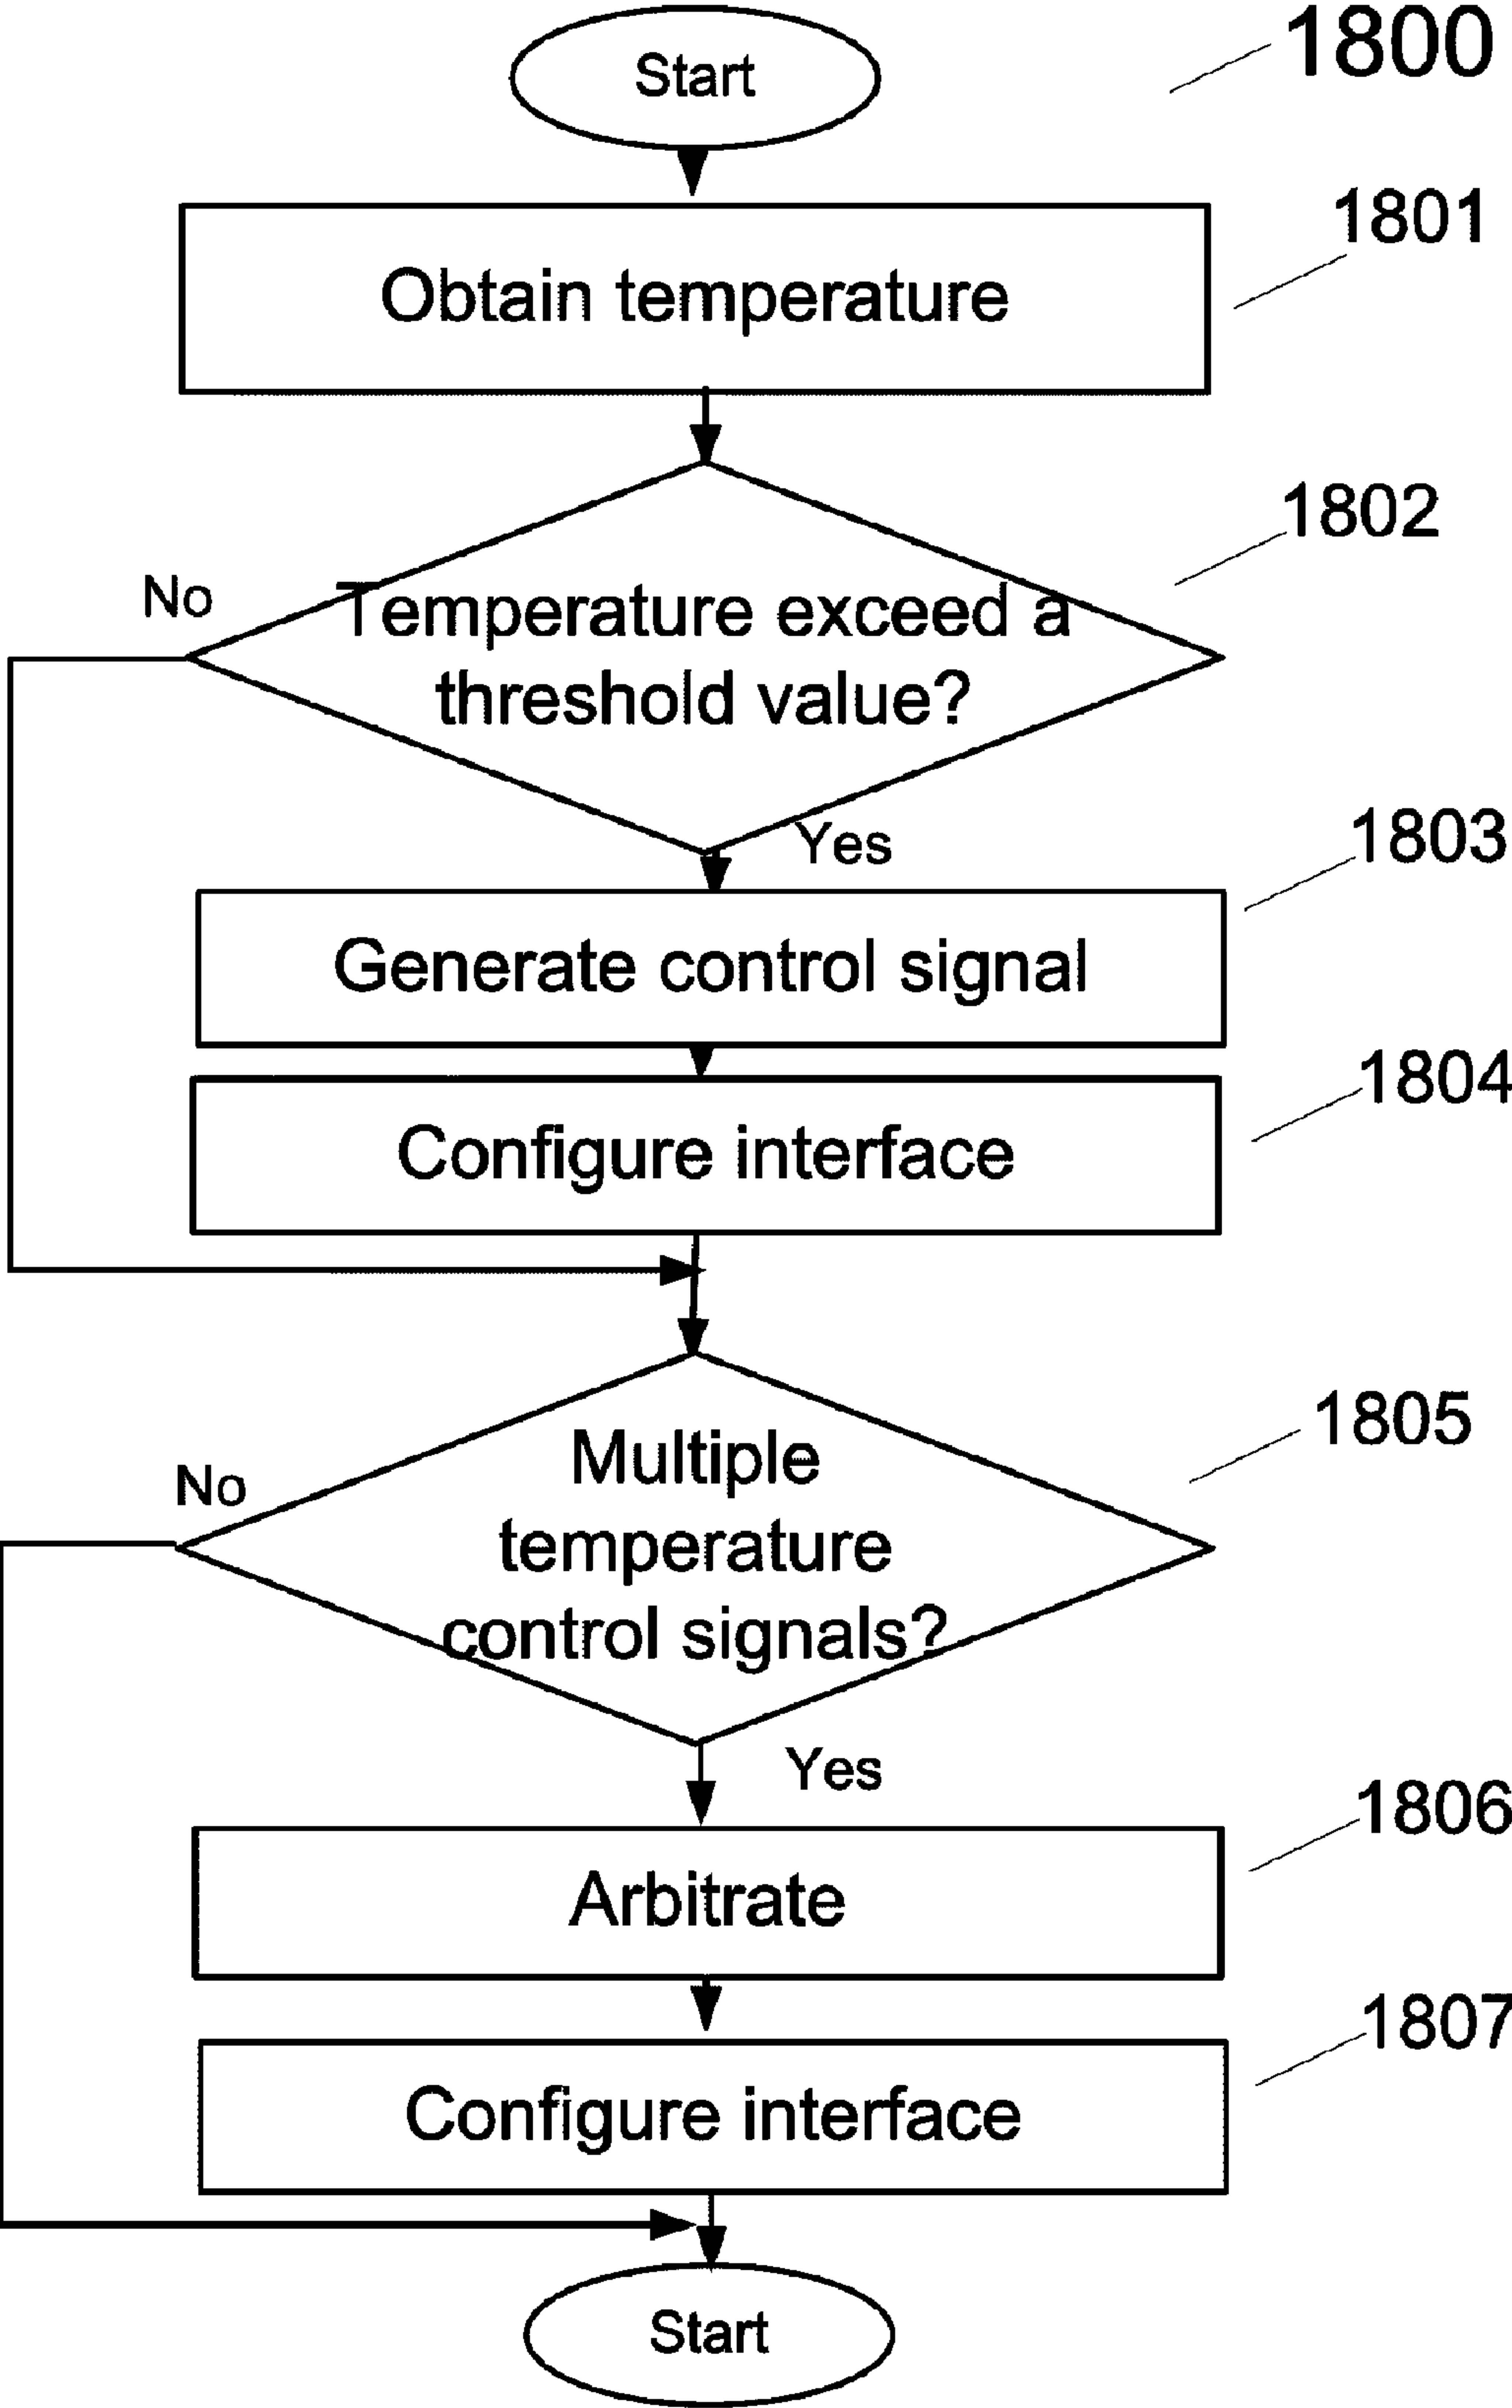 Start
1800
1801
Obtain temperature
1802
No
Temperature exceed a
threshold value?
Yes
1803
Generate control signal
1804
Configure interface
1805
No
Multiple
temperature
control signals?
Yes
1806
Arbitrate
1807
Configure interface
Start